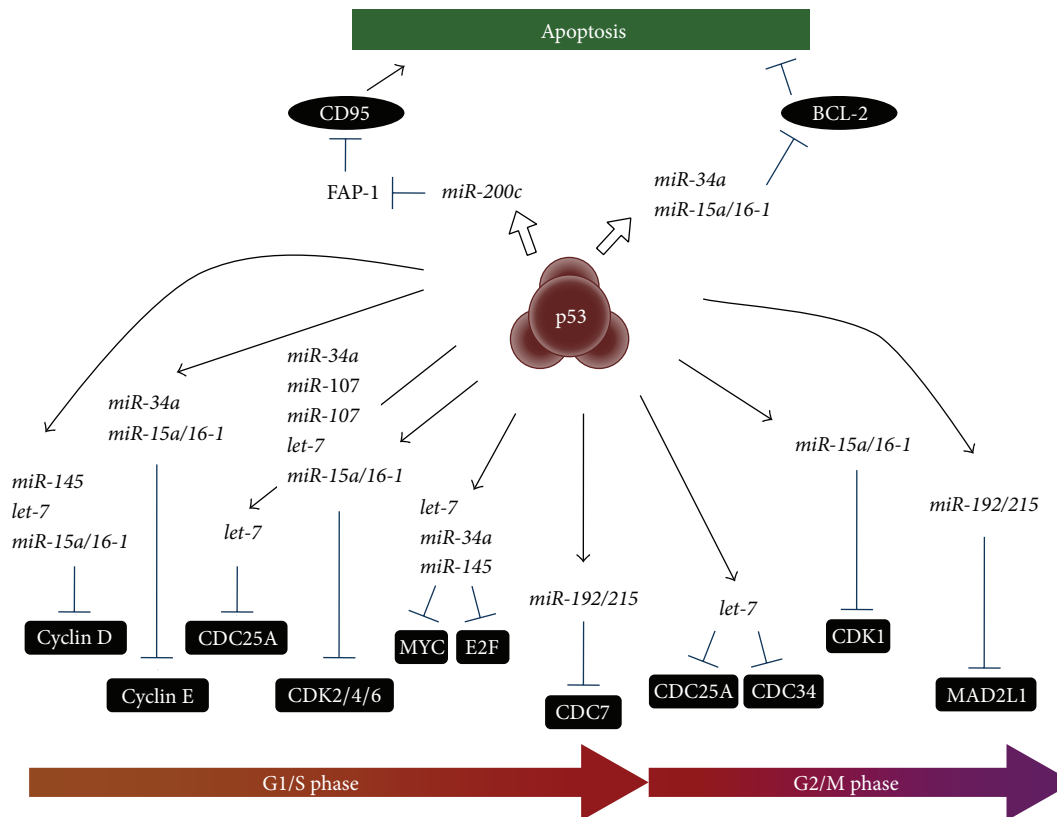 Apoptosis
CD95
BCL-2
FAP-1
miR-200c
miR-34a
miR-15a/16-1
p53
miR-34a
miR-107
miR-107
let-7
miR-15a/16-1
miR-34a
miR-15a/16-1
miR-145
let-7
miR-15a/16-1
let-7
let-7
miR-34a
miR-145
miR-192/215
let-7
miR-15a/16-1
miR-192/215
Cyclin D
Cyclin E
CDC25A
CDK2/4/6
MYC
E2F
CDC7
CDC25A
CDC34
CDK1
MAD2L1
G1/S phase
G2/M phase